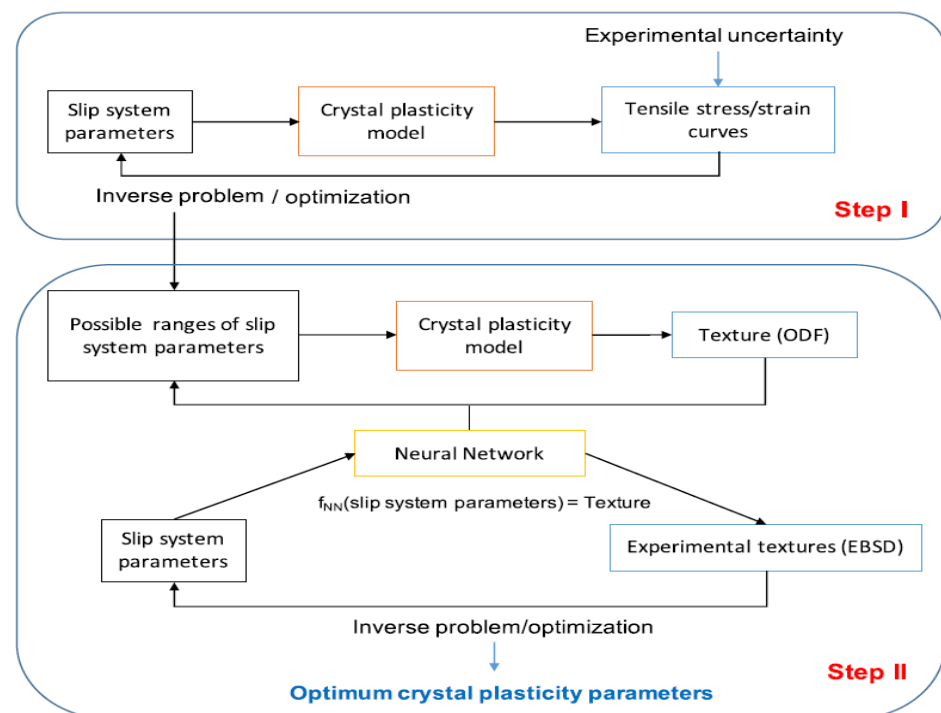 Experimental uncertainty
Slip system
parameters
Crystal plasticity
model
Tensile stress/strain
curves
Inverse problem / optimization
Step I
Possible ranges of slip
system parameters
Crystal plasticity
model
Texture (ODF)
Neural Network
fNN(slip system parameters) = Texture
Slip system
parameters
Experimental textures (EBSD)
Inverse problem/optimization
Step II
Optimum crystal plasticity parameters